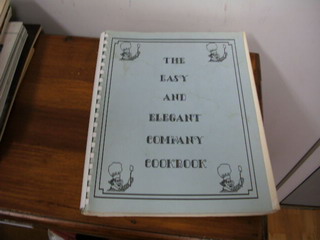 THE
EASY
AND
ELEGANT
COMPANY
COOKBOOK